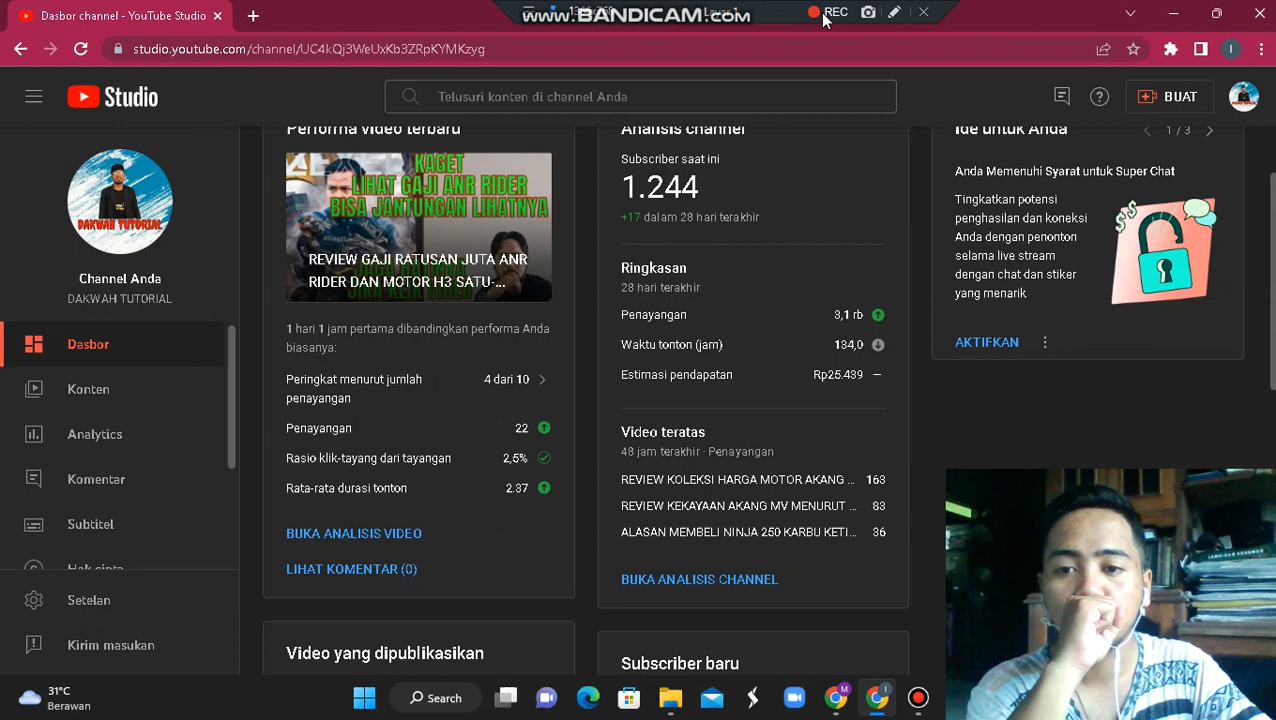 Dasbor channel - YouTube Studio
www.BANDICAM.com
REC
studio.youtube.com/channel/UC4kQj3WeUxKb3ZRpKYMKzyg
Studio
Telusuri konten di channel Anda
BUAT
DAKWAH TUTORIAL
Channel Anda
DAKWAH TUTORIAL
Dasbor
Konten
Analytics
Komentar
Subtitel
Hak cipta
Setelan
Kirim masukan
Performa video terbaru
KAGET
LIHAT GAJI ANR RIDER
BISA JANTUNGAN LIHATNYA
REVIEW GAJI RATUSAN JUTA ANR
RIDER DAN MOTOR H3 SATU-...
1 hari 1 jam pertama dibandingkan performa Anda
biasanya:
Peringkat menurut jumlah
penayangan
4 dari 10
Penayangan 22
Rasio klik-tayang dari tayangan 2,5%
Rata-rata durasi tonton 2.37
BUKA ANALISIS VIDEO
LIHAT KOMENTAR (0)
Video yang dipublikasikan
Analisis channel
Subscriber saat ini
1.244
+17 dalam 28 hari terakhir
Ringkasan
28 hari terakhir
Penayangan 3,1 rb
Waktu tonton (jam) 134,0
Estimasi pendapatan Rp25.439 —
Video teratas
48 jam terakhir · Penayangan
REVIEW KOLEKSI HARGA MOTOR AKANG ... 163
REVIEW KEKAYAAN AKANG MV MENURUT ... 83
ALASAN MEMBELI NINJA 250 KARBU KETI... 36
BUKA ANALISIS CHANNEL
Subscriber baru
Ide untuk Anda
1 / 3
Anda Memenuhi Syarat untuk Super Chat
Tingkatkan potensi
penghasilan dan koneksi
Anda dengan penonton
selama live stream
dengan chat dan stiker
yang menarik.
AKTIFKAN
31°C
Berawan
Search